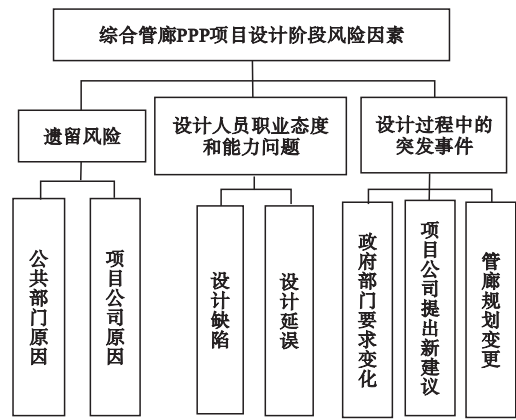 综合管廊PPP项目设计阶段风险因素
遗留风险
设计人员职业态度
和能力问题
设计过程中的
突发事件
公共部门原因
项目公司原因
设计缺陷
设计延误
政府部门要求变化
项目公司提出新建议
管廊规划变更